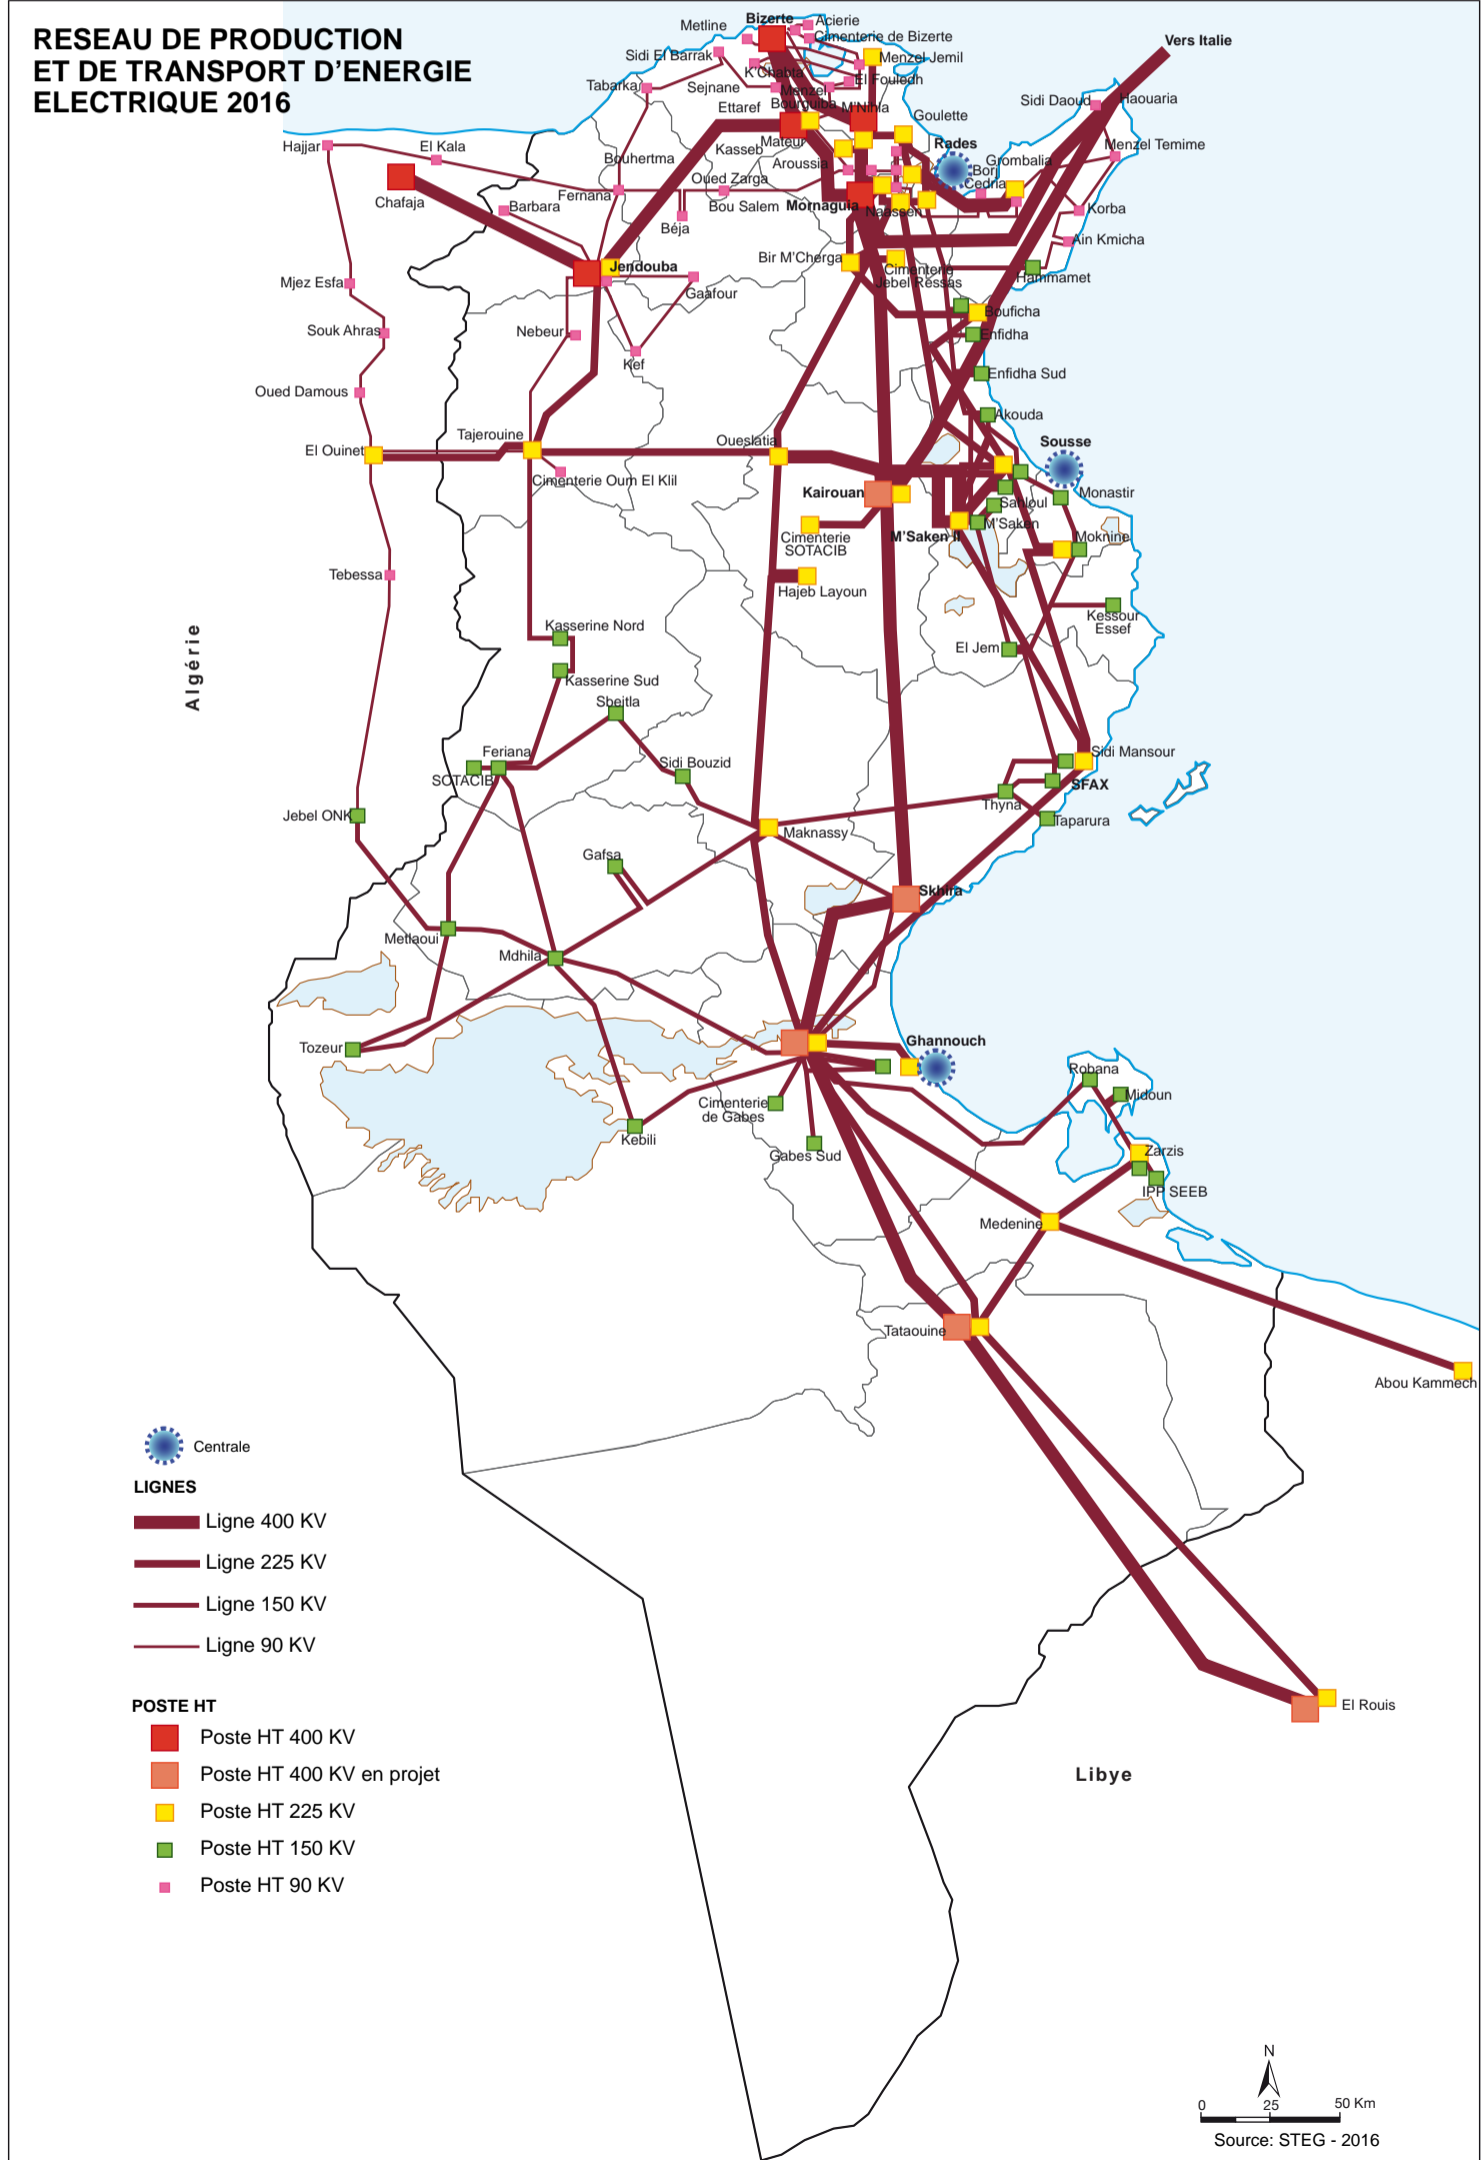 RESEAU DE PRODUCTION
ET DE TRANSPORT D’ENERGIE
ELECTRIQUE 2016
Bizerte
Acierie
Metline
Cimenterie de Bizerte
Vers Italie
Sidi El Barrak
Menzel Jemil
K'Chabta
El Fouledh
Tabarka
Sejnane
Menzel
Bourguiba
Ettaref
M'Nihla
Goulette
Sidi Daoud
Haouaria
Mateur
Kasseb
Rades
Menzel Temime
Hajjar
El Kala
Bouhertma
Aroussia
Grombalia
Borj
Cedria
Oued Zarga
Chafaja
Fernana
Barbara
Bou Salem
Mornaguia
Naassen
Korba
Béja
Ain Kmicha
Bir M'Cherga
Cimenterie
Jebel Ressas
Hammamet
Jendouba
Mjez Esfa
Gaafour
Bouficha
Souk Ahras
Nebeur
Enfidha
Kef
Enfidha Sud
Oued Damous
Akouda
Tajerouine
Oueslatia
Sousse
El Ouinet
Cimenterie Oum El Klil
Kairouan
Monastir
Sahloul
M'Saken
Cimenterie
SOTACIB
M’Saken II
Moknine
Tebessa
Hajeb Layoun
Kessour
Essef
Kasserine Nord
El Jem
Algérie
Kasserine Sud
Sbeitla
Feriana
Sidi Bouzid
Sidi Mansour
SOTACIB
SFAX
Thyna
Jebel ONK
Taparura
Maknassy
Gafsa
Skhira
Metlaoui
Mdhila
Tozeur
Ghannouch
Robana
Midoun
Cimenterie
de Gabes
Kebili
Gabes Sud
Zarzis
IPP SEEB
Medenine
Tataouine
Abou Kammech
Centrale
LIGNES
Ligne 400 KV
Ligne 225 KV
Ligne 150 KV
Ligne 90 KV
El Rouis
POSTE HT
Poste HT 400 KV
Poste HT 400 KV en projet
Libye
Poste HT 225 KV
Poste HT 150 KV
Poste HT 90 KV
N
0 25 50 Km
Source: STEG - 2016